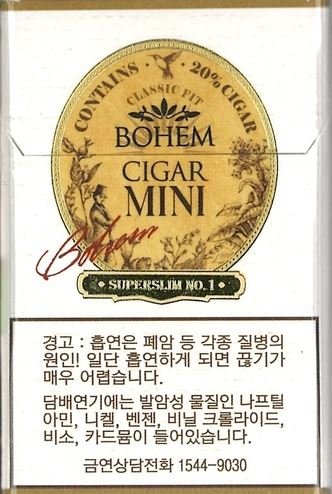 CONTAINS · 20% CIGAR
CLASSIC FIT
BOHEM
CIGAR
MINI
Bohem
· SUPERSLIM NO.1 ·
경고 : 흡연은 폐암 등 각종 질병의
원인!! 일단 흡연하게 되면 끊기가
매우 어렵습니다.
담배연기에는 발암성 물질인 나프틸
아민, 니켈, 벤젠, 비닐 크롤라이드,
비소, 카드뮴이 들어있습니다.
금연상담전화 1544-9030